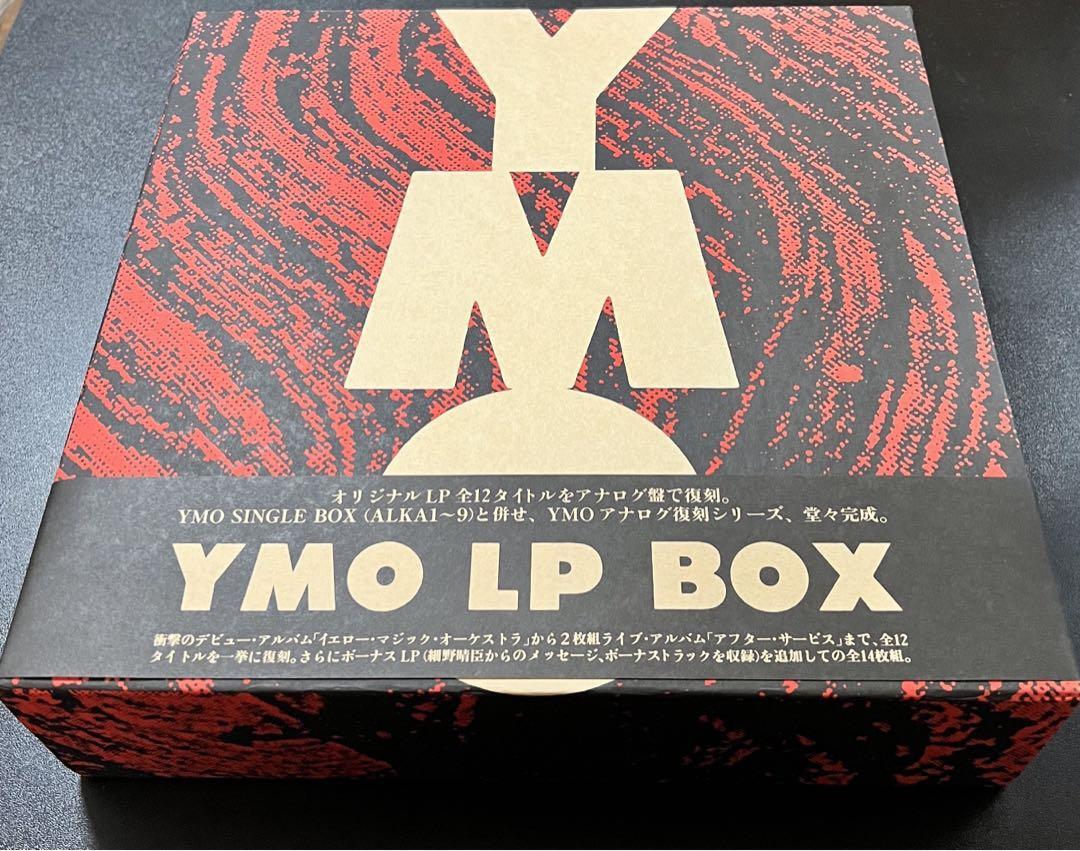 Y
M
O
オリジナルLP全12タイトルをアナログ盤で復刻。
YMO SINGLE BOX (ALKA1〜9)と併せ、YMOアナログ復刻シリーズ、堂々完成。
YMO LP BOX
衝撃のデビュー・アルバム「イエロー・マジック・オーケストラ」から2枚組ライブ・アルバム「アフター・サービス」まで、全12
タイトルを一挙に復刻。さらにボーナスLP(細野晴臣からのメッセージ、ボーナストラックを収録)を追加しての全14枚組。